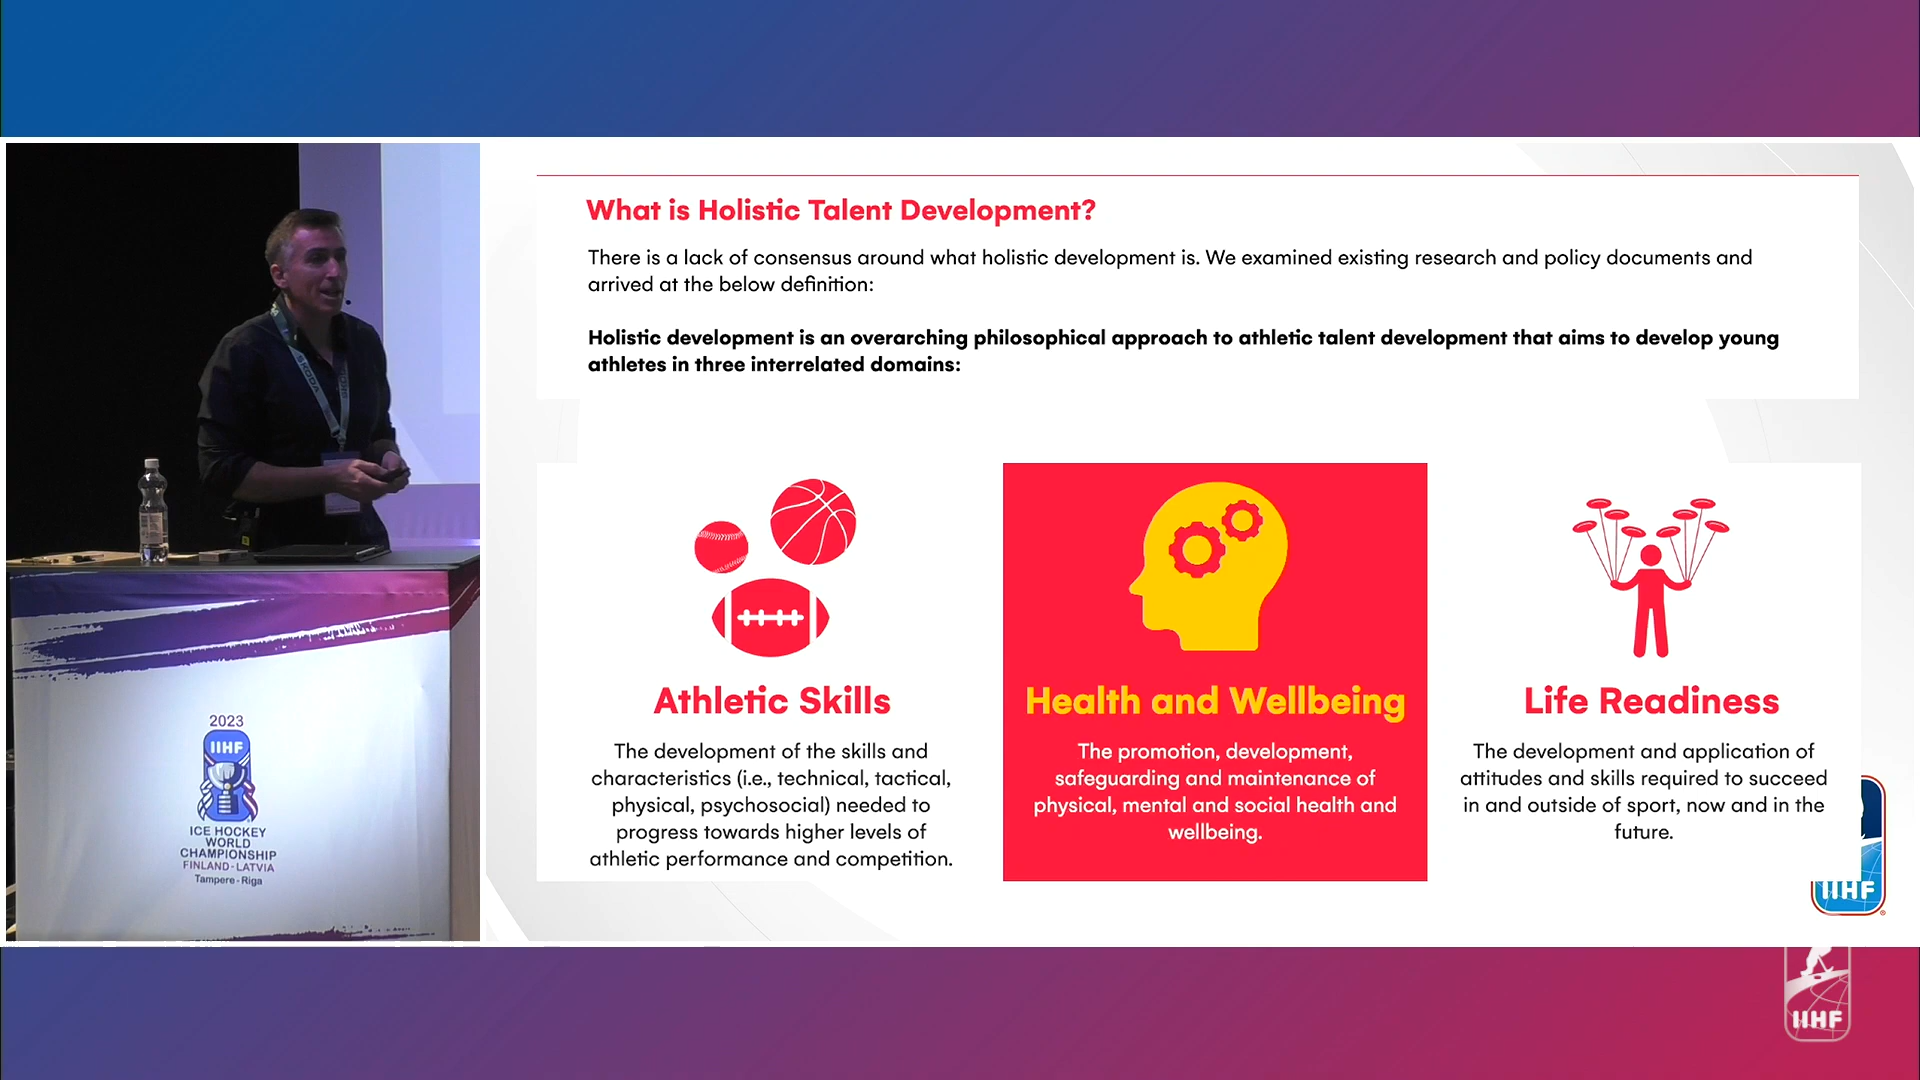 What is Holistic Talent Development?
There is a lack of consensus around what holistic development is. We examined existing research and policy documents and
arrived at the below definition:
Holistic development is an overarching philosophical approach to athletic talent development that aims to develop young
athletes in three interrelated domains:
Athletic Skills
The development of the skills and
characteristics (i.e., technical, tactical,
physical, psychosocial) needed to
progress towards higher levels of
athletic performance and competition.
Health and Wellbeing
The promotion, development,
safeguarding and maintenance of
physical, mental and social health and
wellbeing.
Life Readiness
The development and application of
attitudes and skills required to succeed
in and outside of sport, now and in the
future.
IIHF
IIHF
SKODA
2023
IIHF
ICE HOCKEY
WORLD
CHAMPIONSHIP
FINLAND - LATVIA
Tampere - Riga